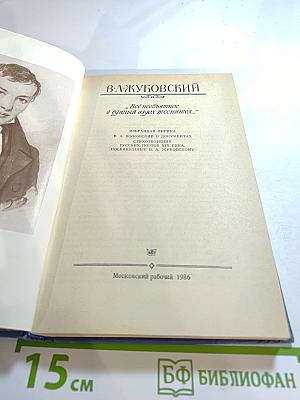 В.А.ЖУКОВСКИЙ
„Всё необъятное
в единый вздох теснится..."
ИЗБРАННАЯ ЛИРИКА
В. А. ЖУКОВСКИЙ В ДОКУМЕНТАХ
СТИХОТВОРЕНИЯ
РУССКИХ ПОЭТОВ XIX ВЕКА,
ПОСВЯЩЕННЫЕ В. А. ЖУКОВСКОМУ
Московский рабочий 1986
15 см
БФ БИБЛИОФАН